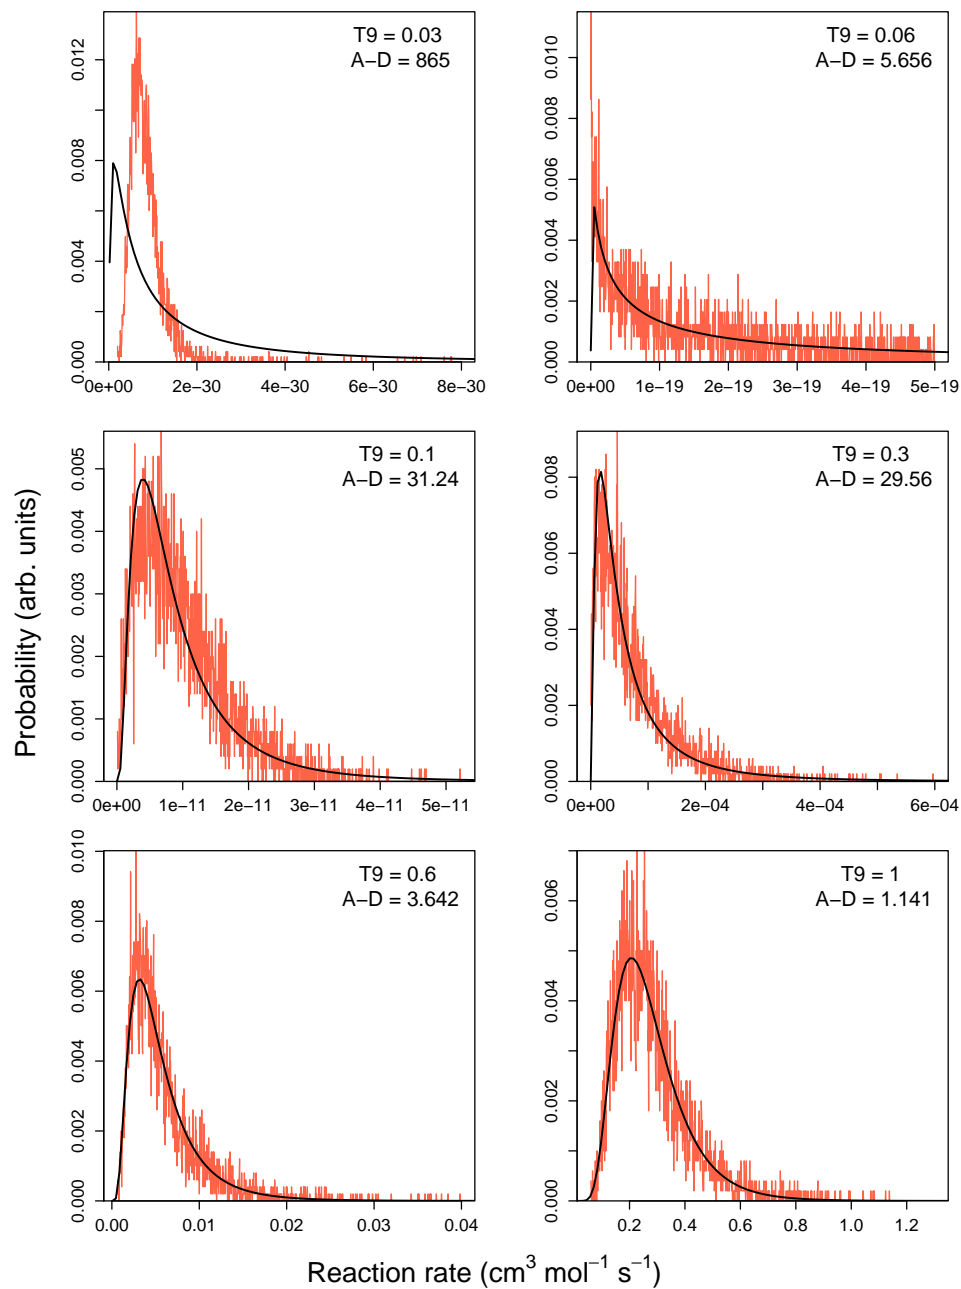 T9 = 0.03
A−D = 865
0.000
0.004
0.008
0.012
0e+00
2e−30
4e−30
6e−30
8e−30
T9 = 0.06
A−D = 5.656
0.000
0.002
0.004
0.006
0.008
0.010
0e+00
1e−19
2e−19
3e−19
4e−19
5e−19
T9 = 0.1
A−D = 31.24
0.000
0.001
0.002
0.003
0.004
0.005
0e+00
1e−11
2e−11
3e−11
4e−11
5e−11
T9 = 0.3
A−D = 29.56
0.000
0.002
0.004
0.006
0.008
0e+00
2e−04
4e−04
6e−04
T9 = 0.6
A−D = 3.642
0.000
0.002
0.004
0.006
0.008
0.010
0.00
0.01
0.02
0.03
0.04
T9 = 1
A−D = 1.141
0.000
0.002
0.004
0.006
0.2
0.4
0.6
0.8
1.0
1.2
Probability (arb. units)
Reaction rate (cm³ mol⁻¹ s⁻¹)